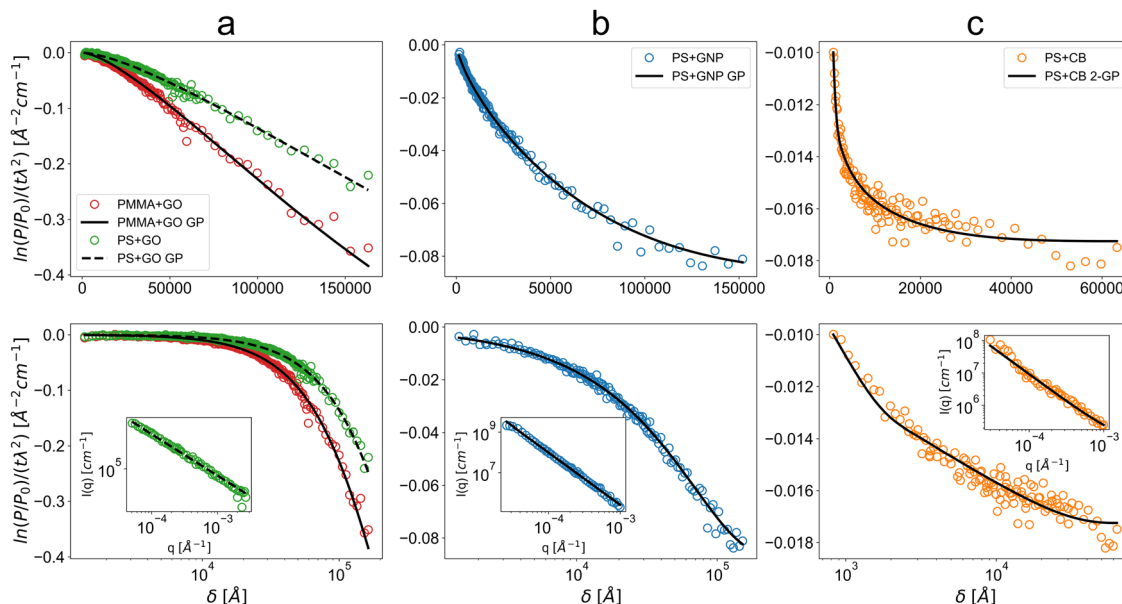 a
b
c
ln(P/P₀)/(tλ²) [Å⁻²cm⁻¹]
0.0
−0.1
−0.2
−0.3
−0.4
PMMA+GO
PMMA+GO GP
PS+GO
PS+GO GP
0
50000
100000
150000
0.00
−0.02
−0.04
−0.06
−0.08
PS+GNP
PS+GNP GP
0
50000
100000
150000
−0.010
−0.012
−0.014
−0.016
−0.018
PS+CB
PS+CB 2-GP
0
20000
40000
60000
ln(P/P₀)/(tλ²) [Å⁻²cm⁻¹]
0.0
−0.1
−0.2
−0.3
−0.4
I(q) [cm⁻¹]
10⁵
10⁻⁴
10⁻³
q [Å⁻¹]
10⁴
10⁵
δ [Å]
0.00
−0.02
−0.04
−0.06
−0.08
I(q) [cm⁻¹]
10⁹
10⁷
10⁻⁴
10⁻³
q [Å⁻¹]
10⁴
10⁵
δ [Å]
−0.010
−0.012
−0.014
−0.016
−0.018
I(q) [cm⁻¹]
10⁸
10⁷
10⁶
10⁻⁴
10⁻³
q [Å⁻¹]
10³
10⁴
δ [Å]